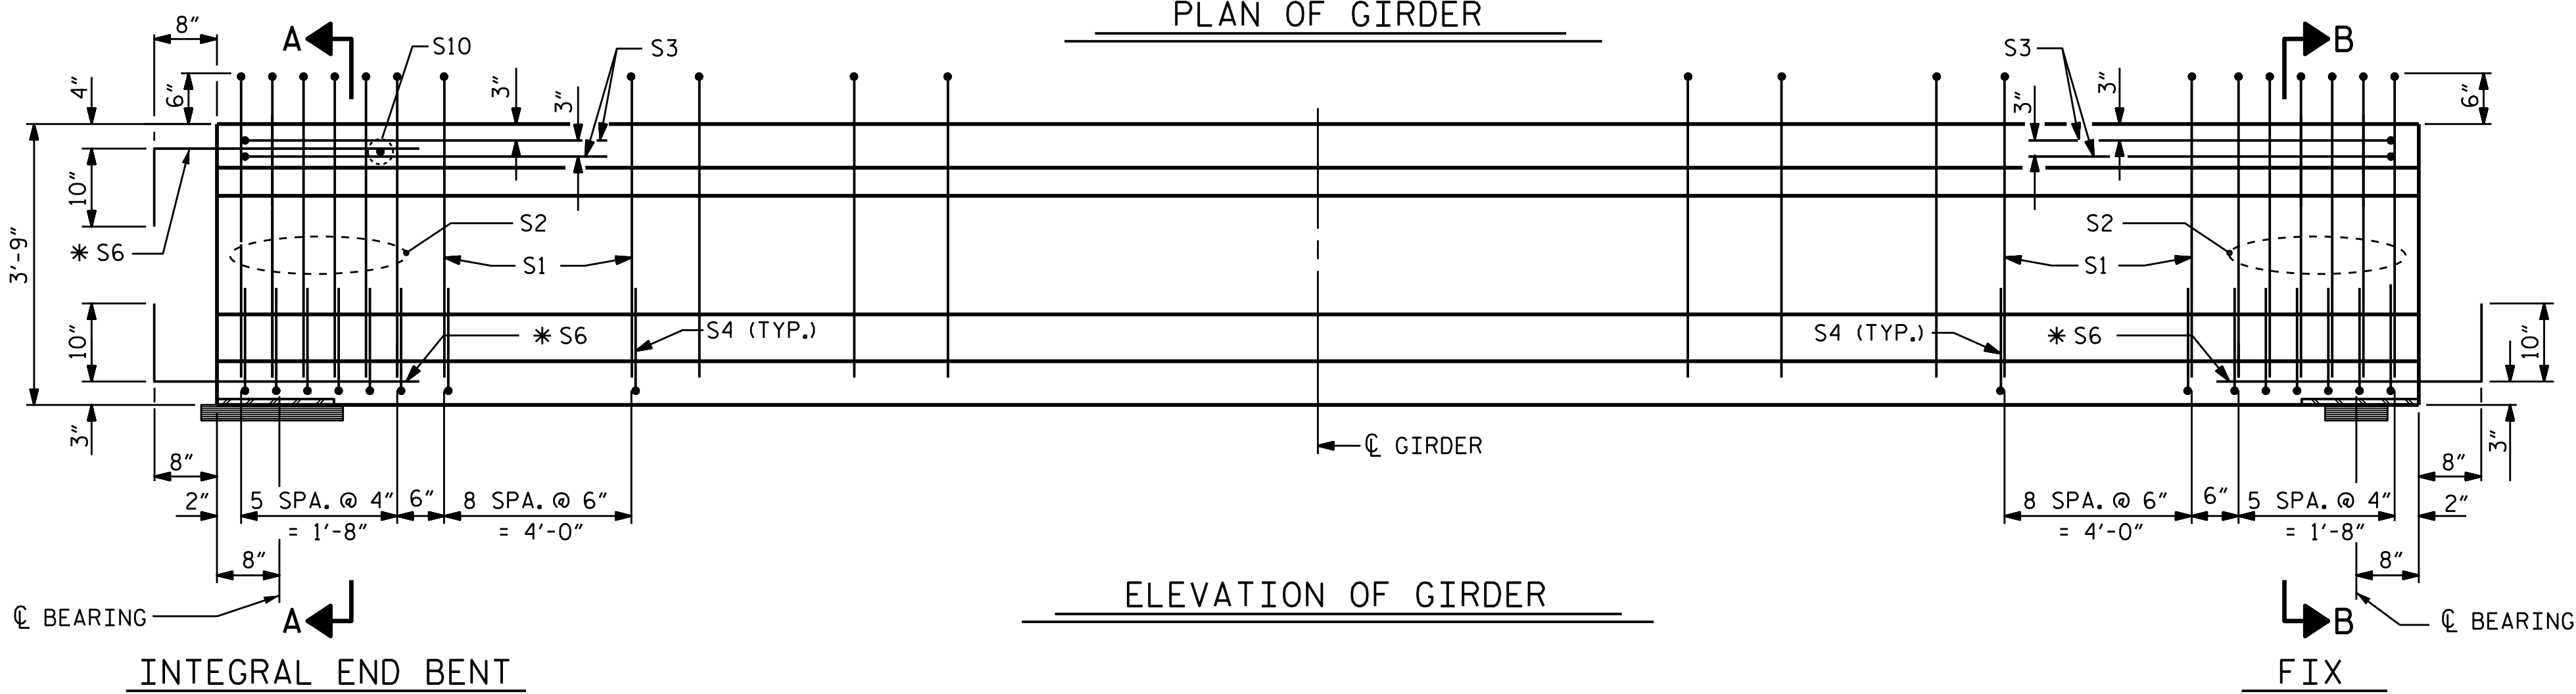 PLAN OF GIRDER
8" A S10 S3 S3 B
4" 6" 3" 3" 3" 3" 6"
10"
3'-9"
✳ S6 S2 S1 S2 S1
10" ✳ S6 S4 (TYP.) S4 (TYP.) ✳ S6 10"
3" ℄ GIRDER 3"
8" 8"
2" 5 SPA. @ 4" 6" 8 SPA. @ 6" 8 SPA. @ 6" 6" 5 SPA. @ 4" 2"
= 1'-8" = 4'-0" = 4'-0" = 1'-8"
8" 8"
ELEVATION OF GIRDER
℄ BEARING A B ℄ BEARING
INTEGRAL END BENT FIX